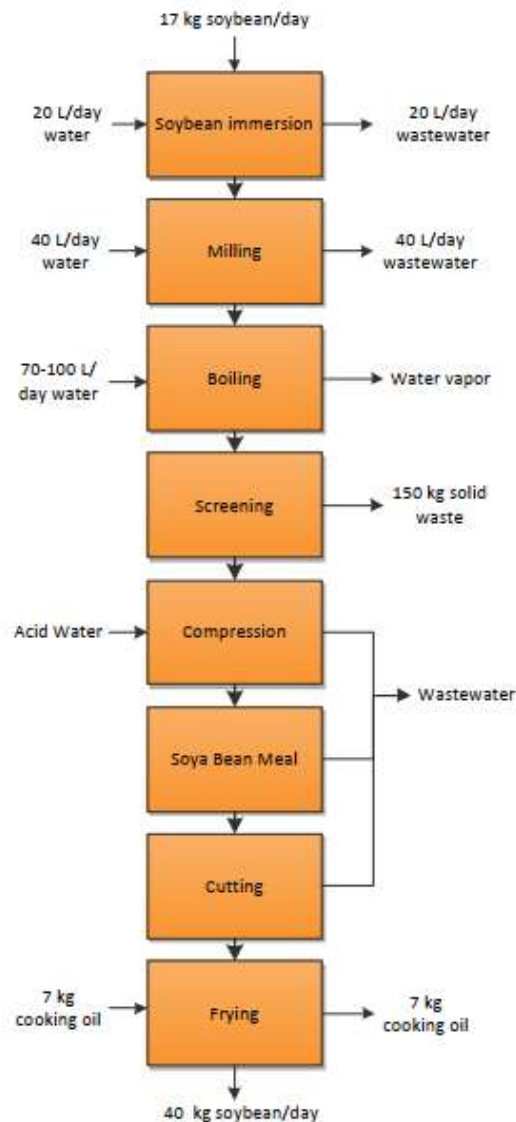 17 kg soybean/day
20 L/day
water
Soybean immersion
20 L/day
wastewater
40 L/day
water
Milling
40 L/day
wastewater
70-100 L/
day water
Boiling
Water vapor
Screening
150 kg solid
waste
Acid Water
Compression
Wastewater
Soya Bean Meal
Cutting
7 kg
cooking oil
Frying
7 kg
cooking oil
40 kg soybean/day